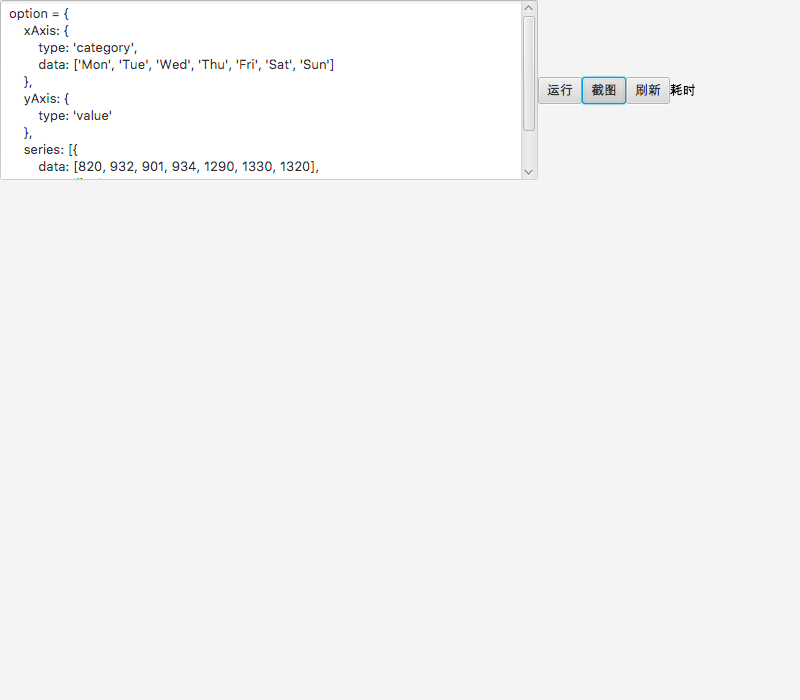 option = {
    xAxis: {
        type: 'category',
        data: ['Mon', 'Tue', 'Wed', 'Thu', 'Fri', 'Sat', 'Sun']
    },
    yAxis: {
        type: 'value'
    },
    series: [{
        data: [820, 932, 901, 934, 1290, 1330, 1320],
运行 截图 刷新 耗时